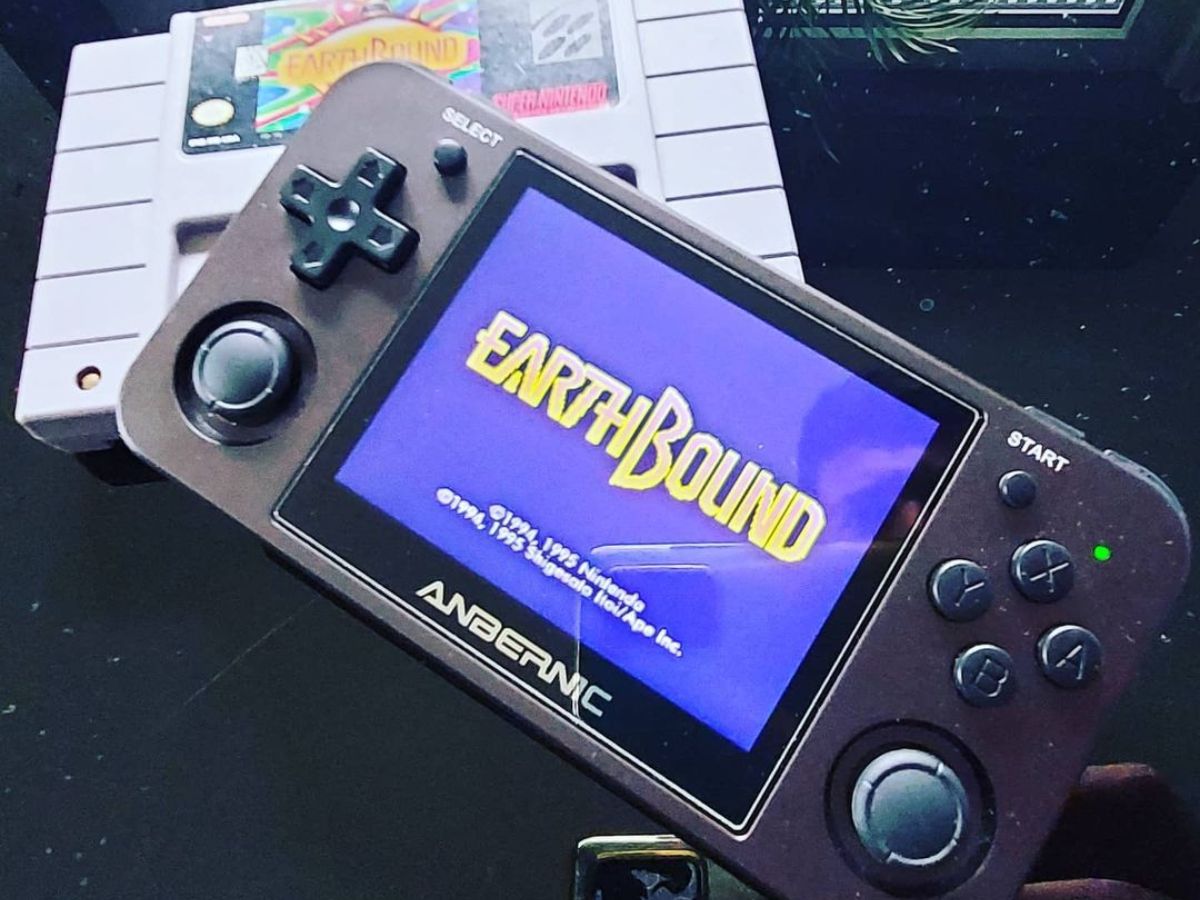 EARTHBOUND
SUPER NINTENDO
SELECT
EARTHBOUND
©1994, 1995 Nintendo
©1994, 1995 Shigesato Itoi/Ape Inc.
ANBERNIC
START
X
Y
A
B